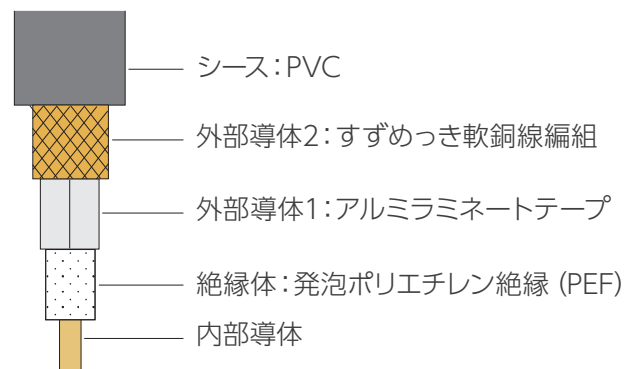 シース：PVC
外部導体2：すずめっき軟銅線編組
外部導体1：アルミラミネートテープ
絶縁体：発泡ポリエチレン絶縁 (PEF)
内部導体